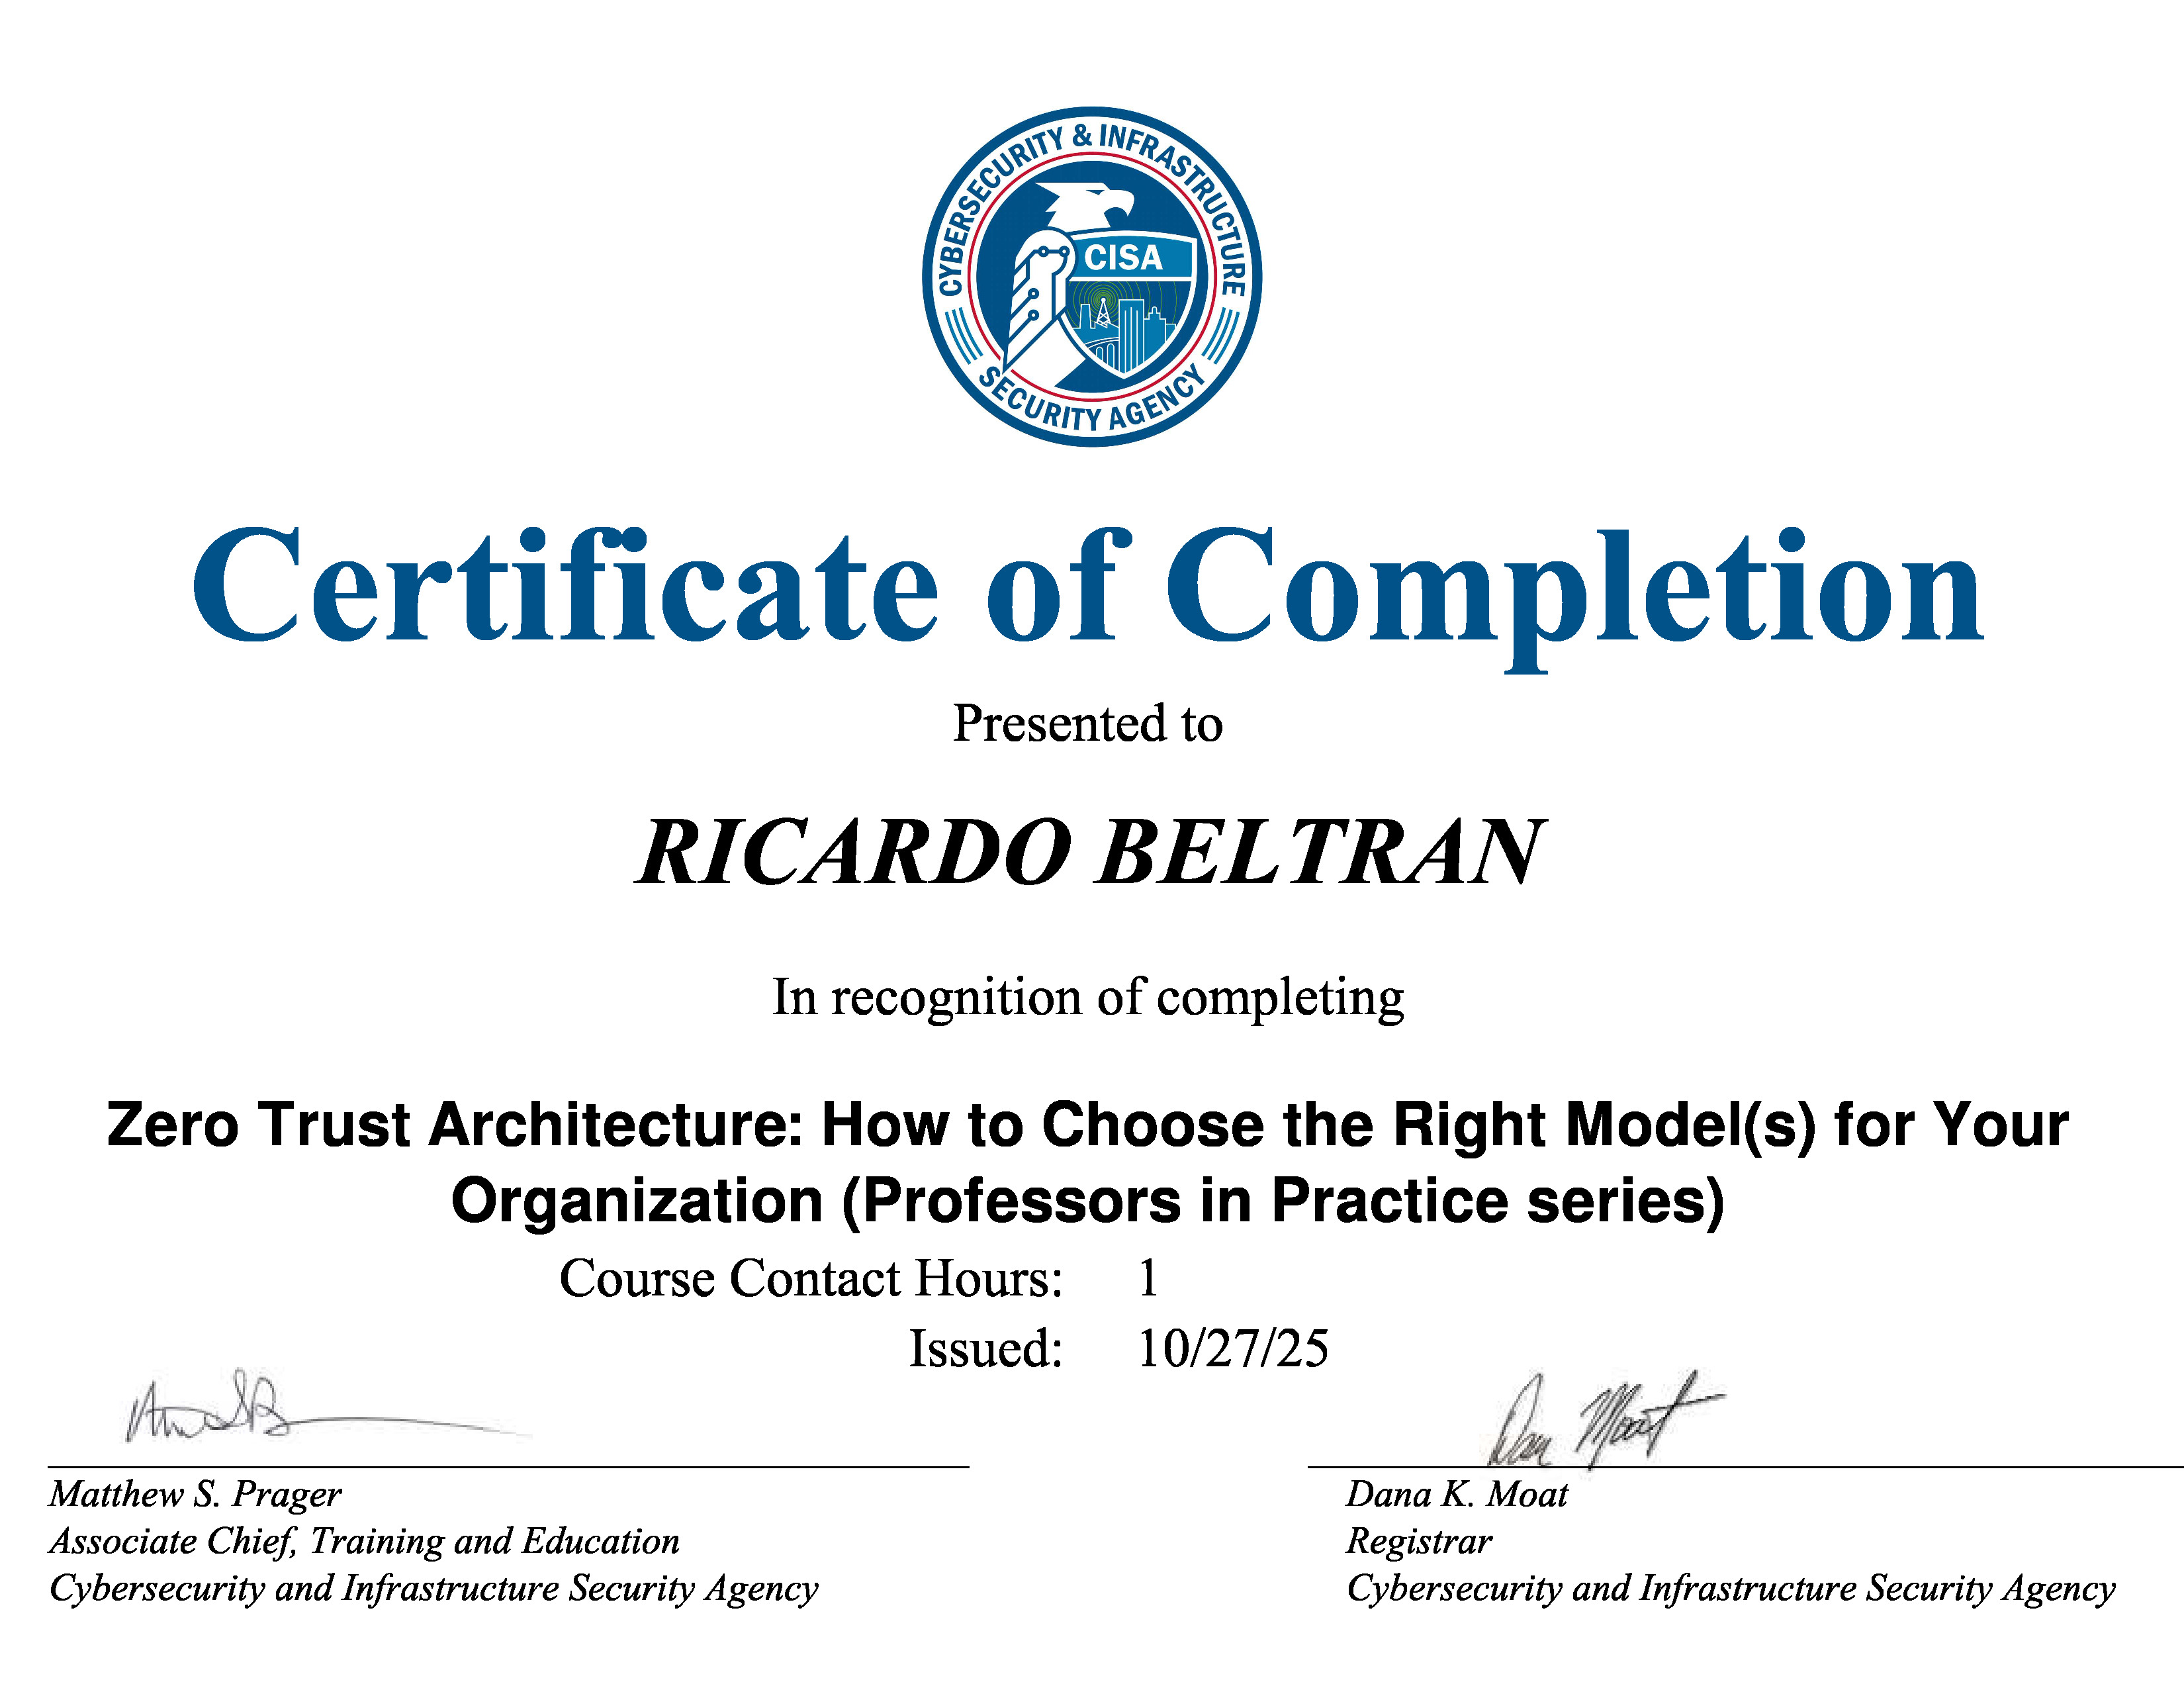 CYBERSECURITY & INFRASTRUCTURE
SECURITY AGENCY
CISA
Certificate of Completion
Presented to
RICARDO BELTRAN
In recognition of completing
Zero Trust Architecture: How to Choose the Right Model(s) for Your
Organization (Professors in Practice series)
Course Contact Hours: 1
Issued: 10/27/25
Dan Moat
Matthew S. Prager
Associate Chief, Training and Education
Cybersecurity and Infrastructure Security Agency
Dana K. Moat
Registrar
Cybersecurity and Infrastructure Security Agency